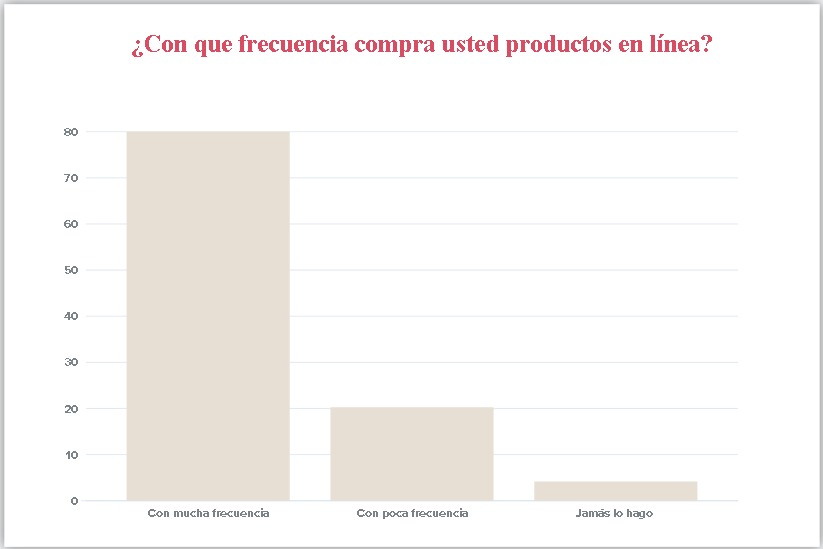 ¿Con que frecuencia compra usted productos en línea?
80
70
60
50
40
30
20
10
0
Con mucha frecuencia
Con poca frecuencia
Jamás lo hago